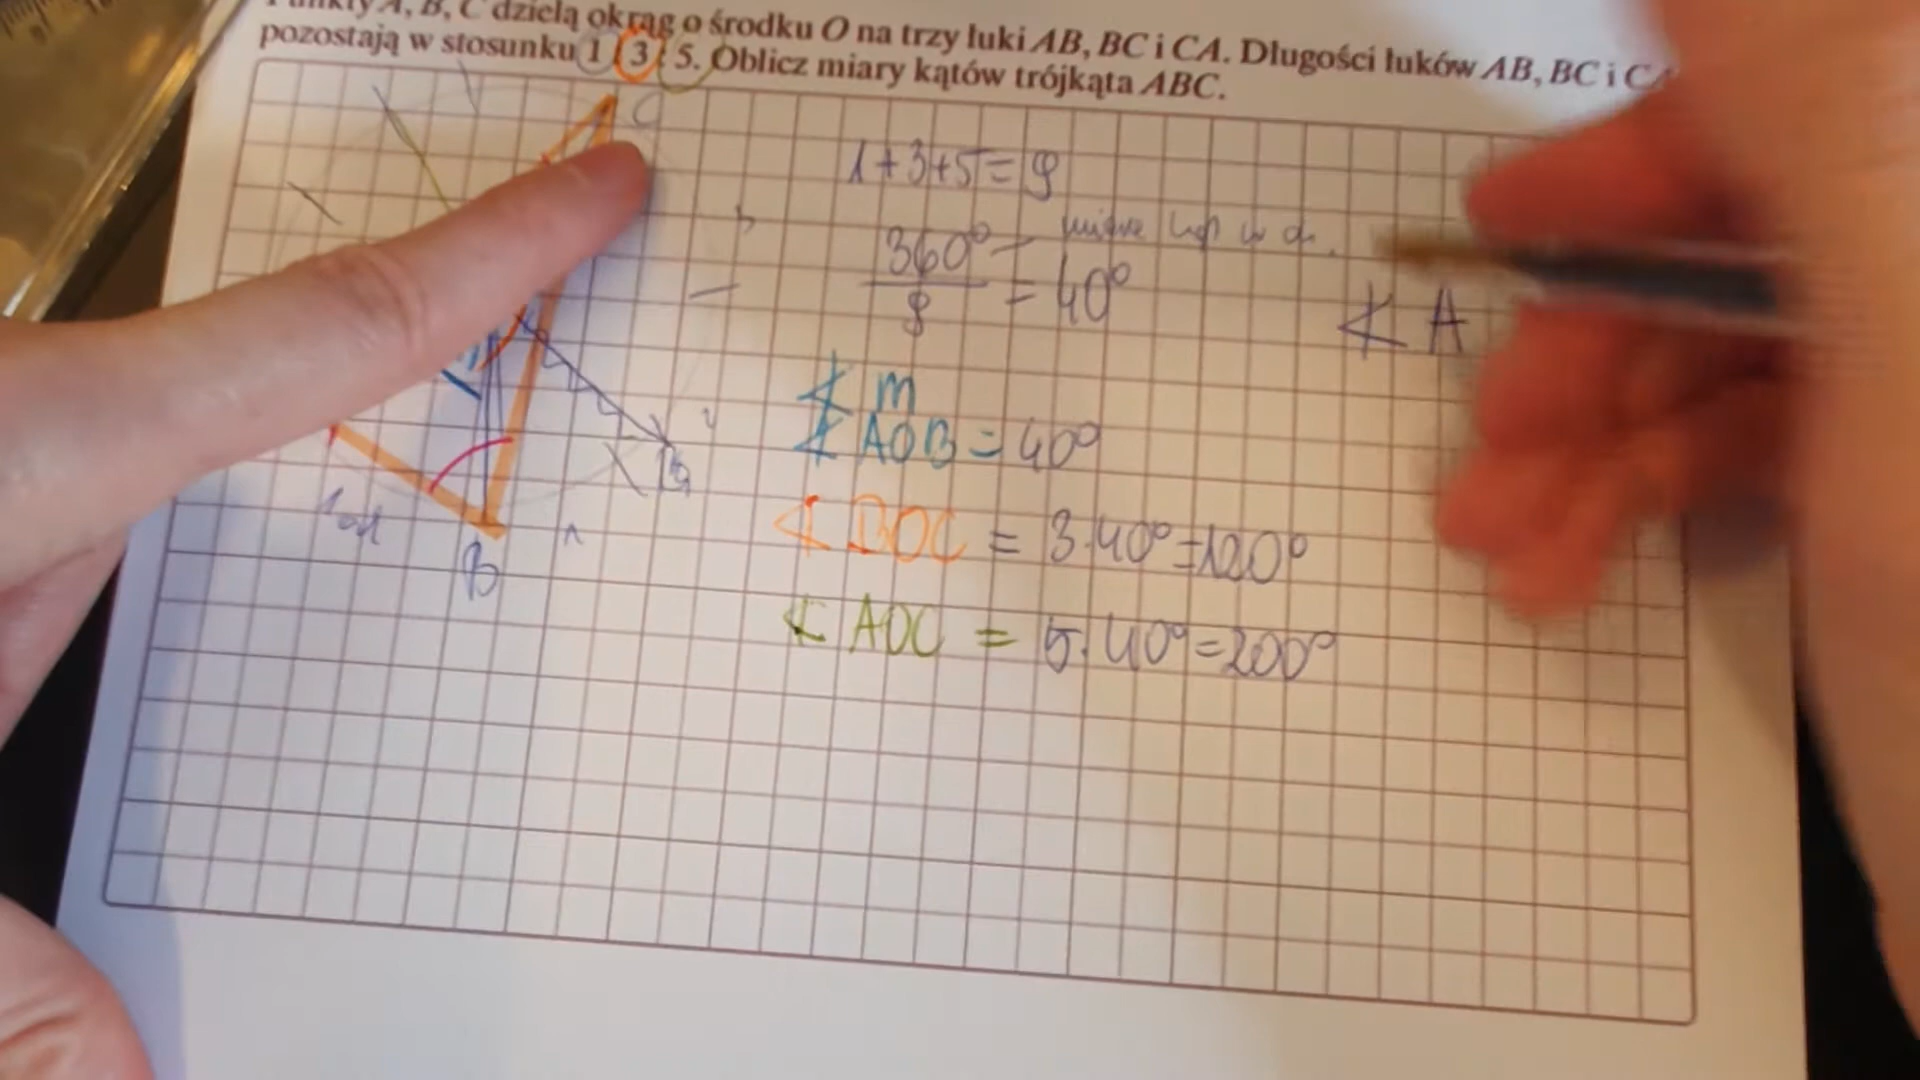 A, B, C dzielą okrąg o środku O na trzy łuki AB, BC i CA. Długości łuków AB, BC i
pozostają w stosunku 1 : 3 : 5. Oblicz miary kątów trójkąta ABC.
C
1+3+5=9
360° —
9
= 40°
∢ A
∢ m
∢ AOB = 40°
∢ BOC = 3·40°=120°
∢ AOC = 5·40°=200°
B